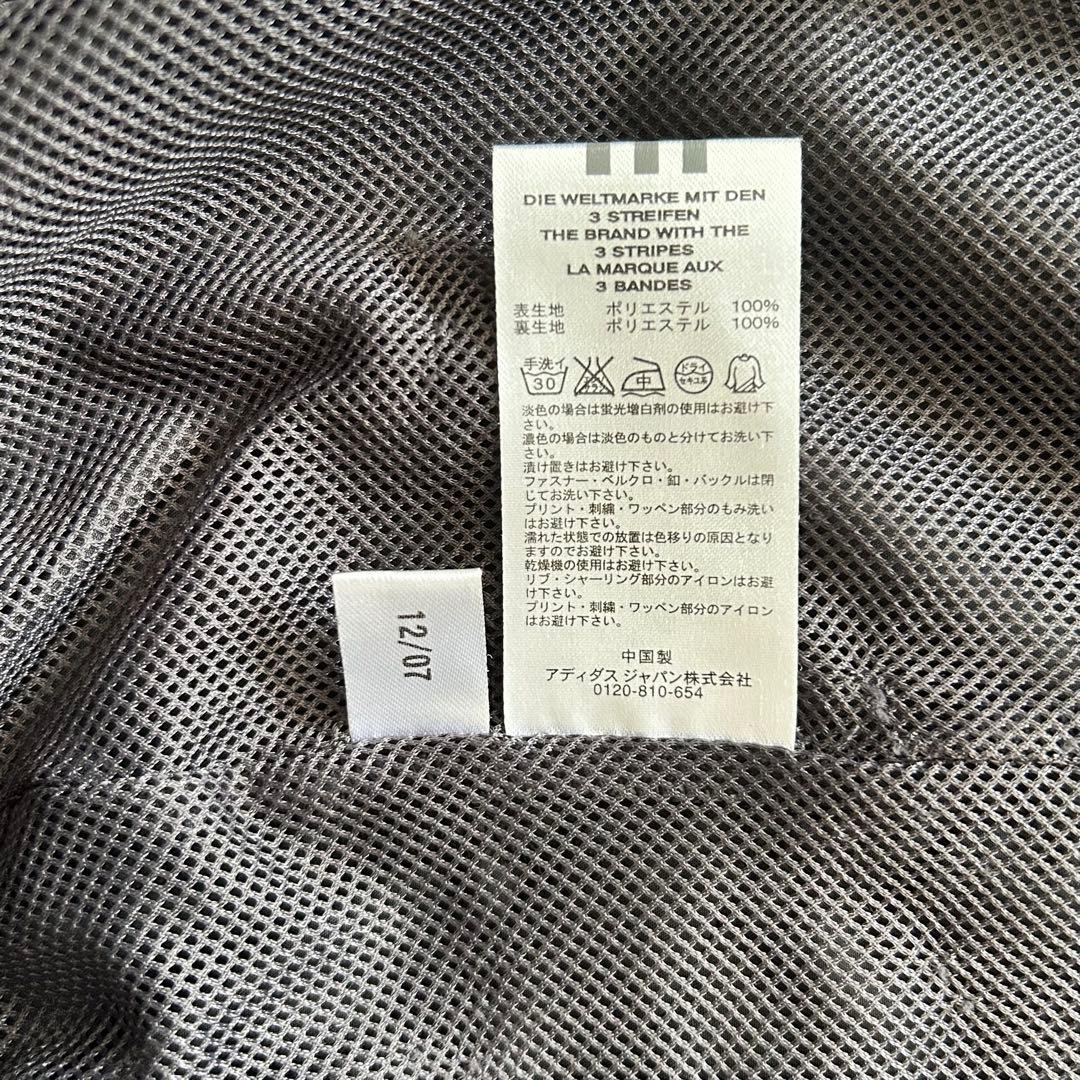 DIE WELTMARKE MIT DEN
3 STREIFEN
THE BRAND WITH THE
3 STRIPES
LA MARQUE AUX
3 BANDES
表生地 ポリエステル 100%
裏生地 ポリエステル 100%
手洗イ
30
中
ドライ
セキユ系
淡色の場合は蛍光増白剤の使用はお避け下
さい。
濃色の場合は淡色のものと分けてお洗い下
さい。
漬け置きはお避け下さい。
ファスナー・ベルクロ・釦・バックルは閉
じてお洗い下さい。
プリント・刺繍・ワッペン部分のもみ洗い
はお避け下さい。
濡れた状態での放置は色移りの原因となり
ますのでお避け下さい。
乾燥機の使用はお避け下さい。
リブ・シャーリング部分のアイロンはお避
け下さい。
プリント・刺繍・ワッペン部分のアイロン
はお避け下さい。
中国製
アディダス ジャパン株式会社
0120-810-654
12/07